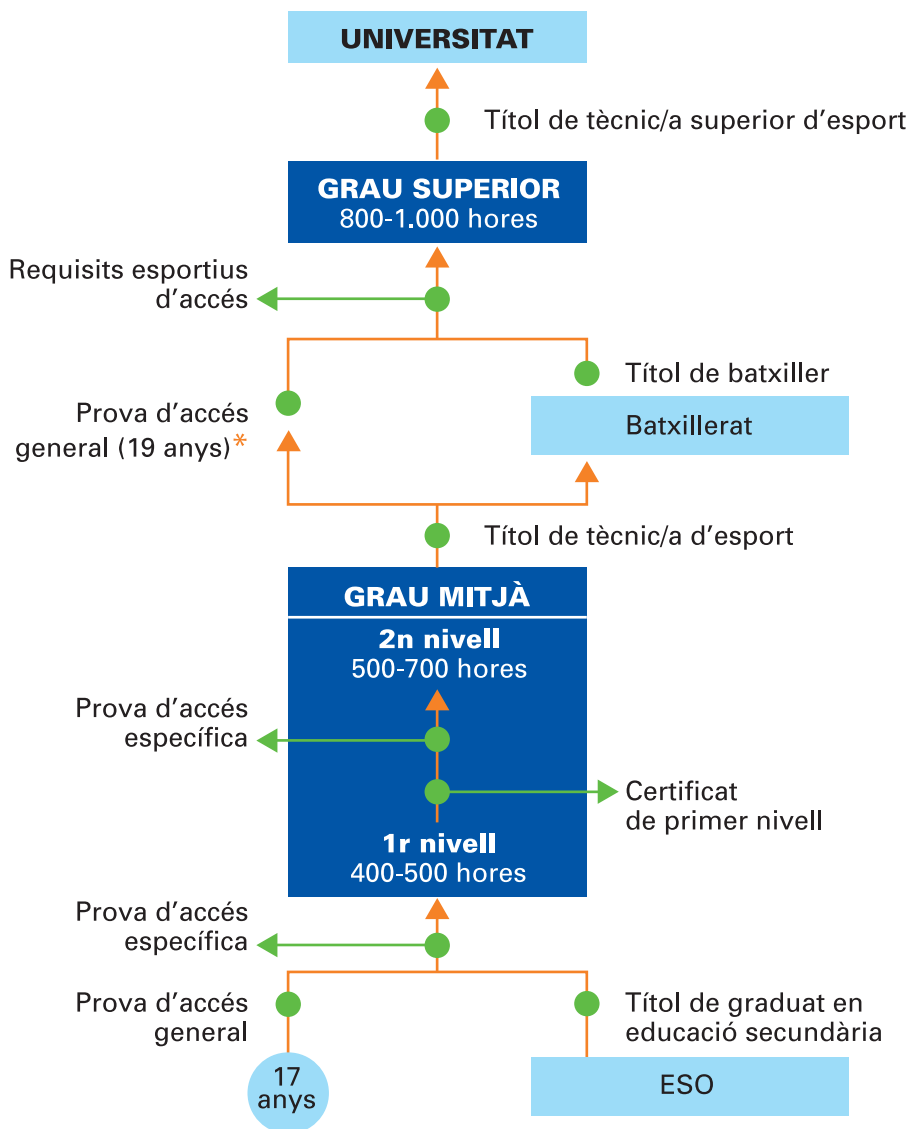 UNIVERSITAT
Títol de tècnic/a superior d’esport
GRAU SUPERIOR
800-1.000 hores
Requisits esportius
d’accés
Títol de batxiller
Prova d’accés
general (19 anys)*
Batxillerat
Títol de tècnic/a d’esport
GRAU MITJÀ
2n nivell
500-700 hores
Prova d’accés
específica
Certificat
de primer nivell
1r nivell
400-500 hores
Prova d’accés
específica
Prova d’accés
general
Títol de graduat en
educació secundària
17
anys
ESO